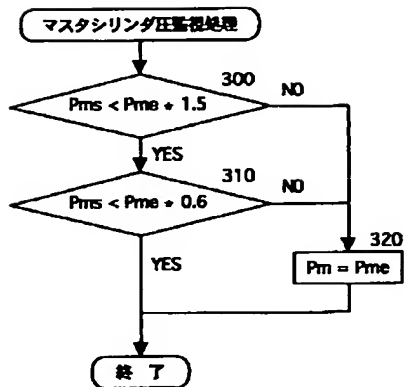 マスタシリンダ圧監視処理
300
Pms < Pme * 1.5
NO
YES
310
Pms < Pme * 0.6
NO
YES
320
Pm = Pme
終 了